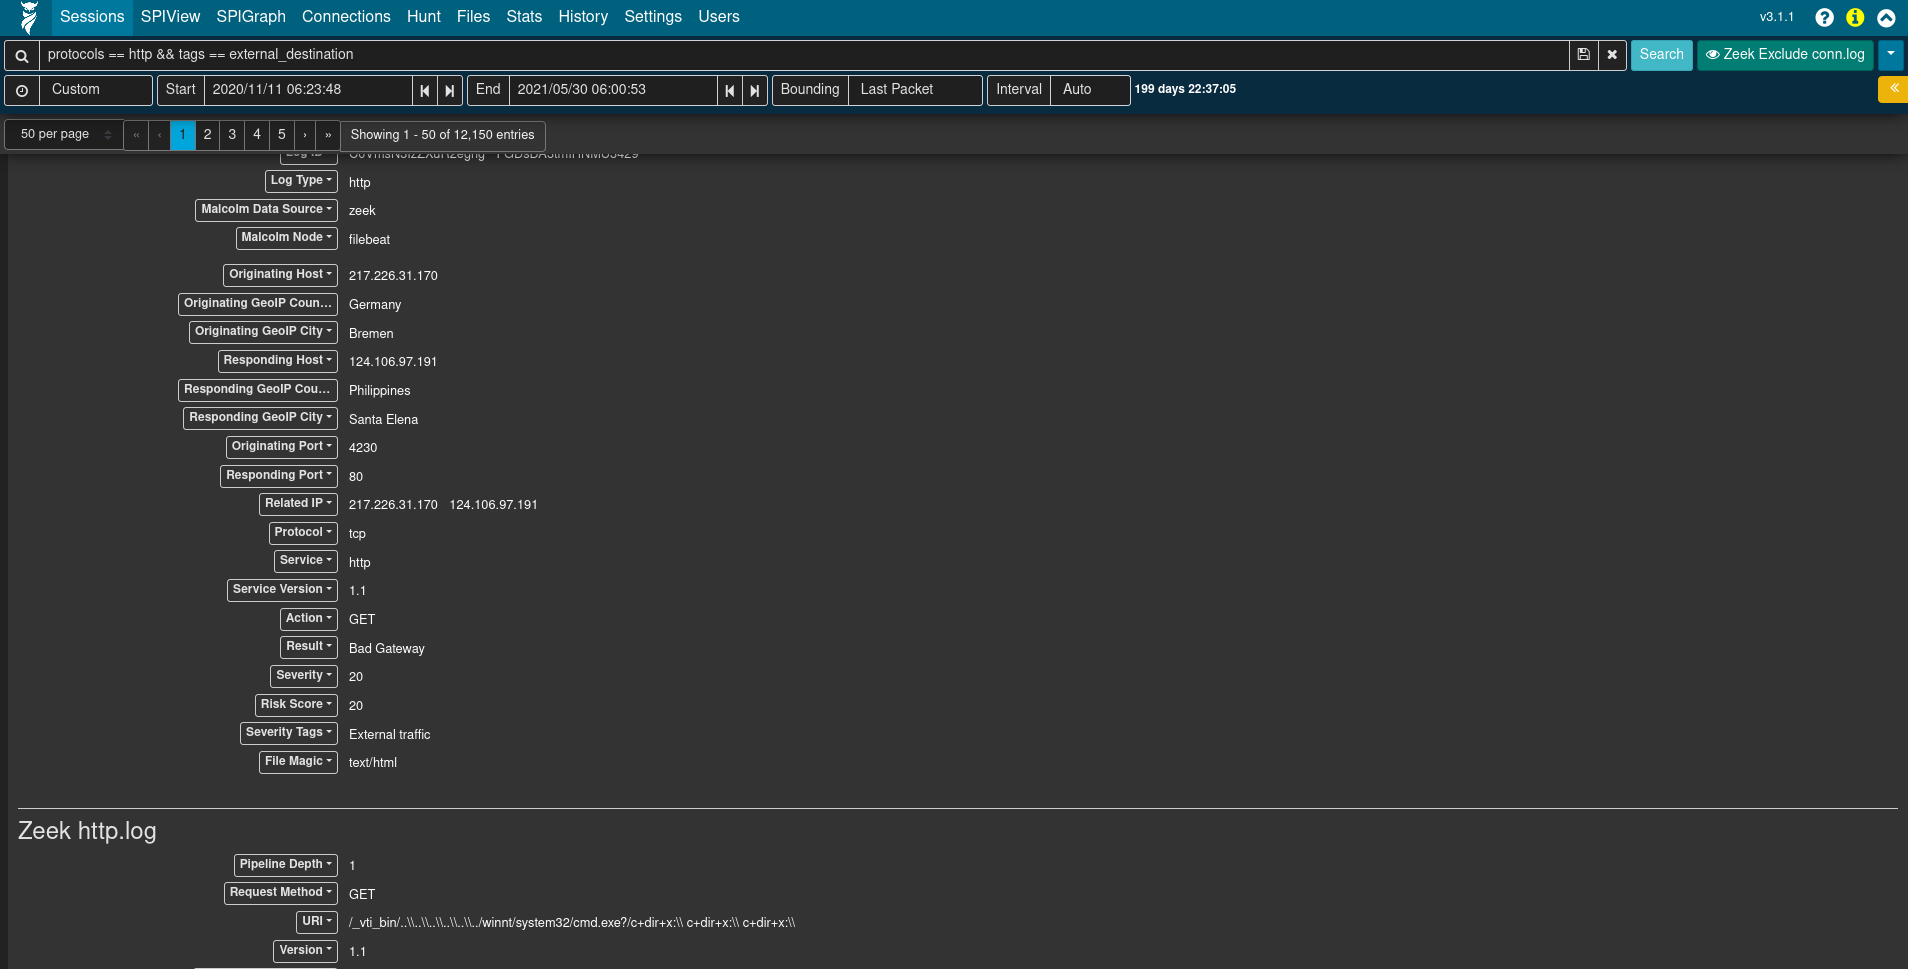 Sessions SPIView SPIGraph Connections Hunt Files Stats History Settings Users v3.1.1
protocols == http && tags == external_destination Search Zeek Exclude conn.log
Custom Start 2020/11/11 06:23:48 End 2021/05/30 06:00:53 Bounding Last Packet Interval Auto 199 days 22:37:05
50 per page « ‹ 1 2 3 4 5 › » Showing 1 - 50 of 12,150 entries
Log Type http
Malcolm Data Source zeek
Malcolm Node filebeat
Originating Host 217.226.31.170
Originating GeoIP Coun... Germany
Originating GeoIP City Bremen
Responding Host 124.106.97.191
Responding GeoIP Cou... Philippines
Responding GeoIP City Santa Elena
Originating Port 4230
Responding Port 80
Related IP 217.226.31.170 124.106.97.191
Protocol tcp
Service http
Service Version 1.1
Action GET
Result Bad Gateway
Severity 20
Risk Score 20
Severity Tags External traffic
File Magic text/html
Zeek http.log
Pipeline Depth 1
Request Method GET
URI /_vti_bin/..\\..\\..\\..\\..\\../winnt/system32/cmd.exe?/c+dir+x:\\ c+dir+x:\\ c+dir+x:\\
Version 1.1